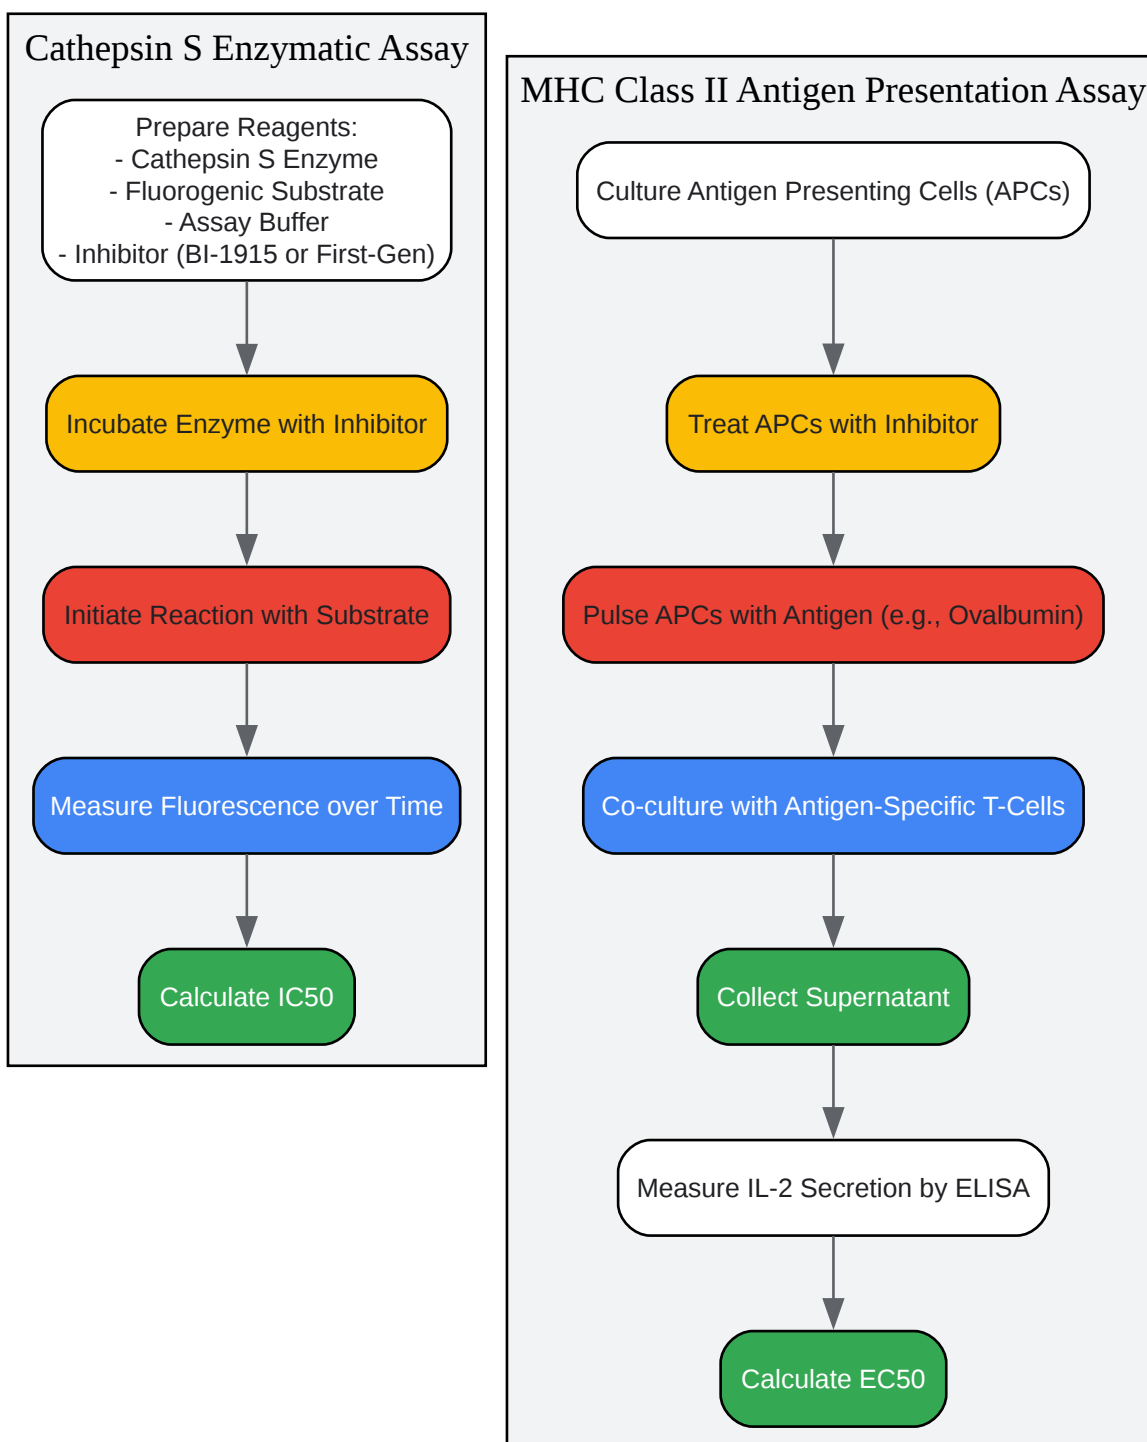 Cathepsin S Enzymatic Assay
Prepare Reagents:
- Cathepsin S Enzyme
- Fluorogenic Substrate
- Assay Buffer
- Inhibitor (BI-1915 or First-Gen)
Incubate Enzyme with Inhibitor
Initiate Reaction with Substrate
Measure Fluorescence over Time
Calculate IC50
MHC Class II Antigen Presentation Assay
Culture Antigen Presenting Cells (APCs)
Treat APCs with Inhibitor
Pulse APCs with Antigen (e.g., Ovalbumin)
Co-culture with Antigen-Specific T-Cells
Collect Supernatant
Measure IL-2 Secretion by ELISA
Calculate EC50